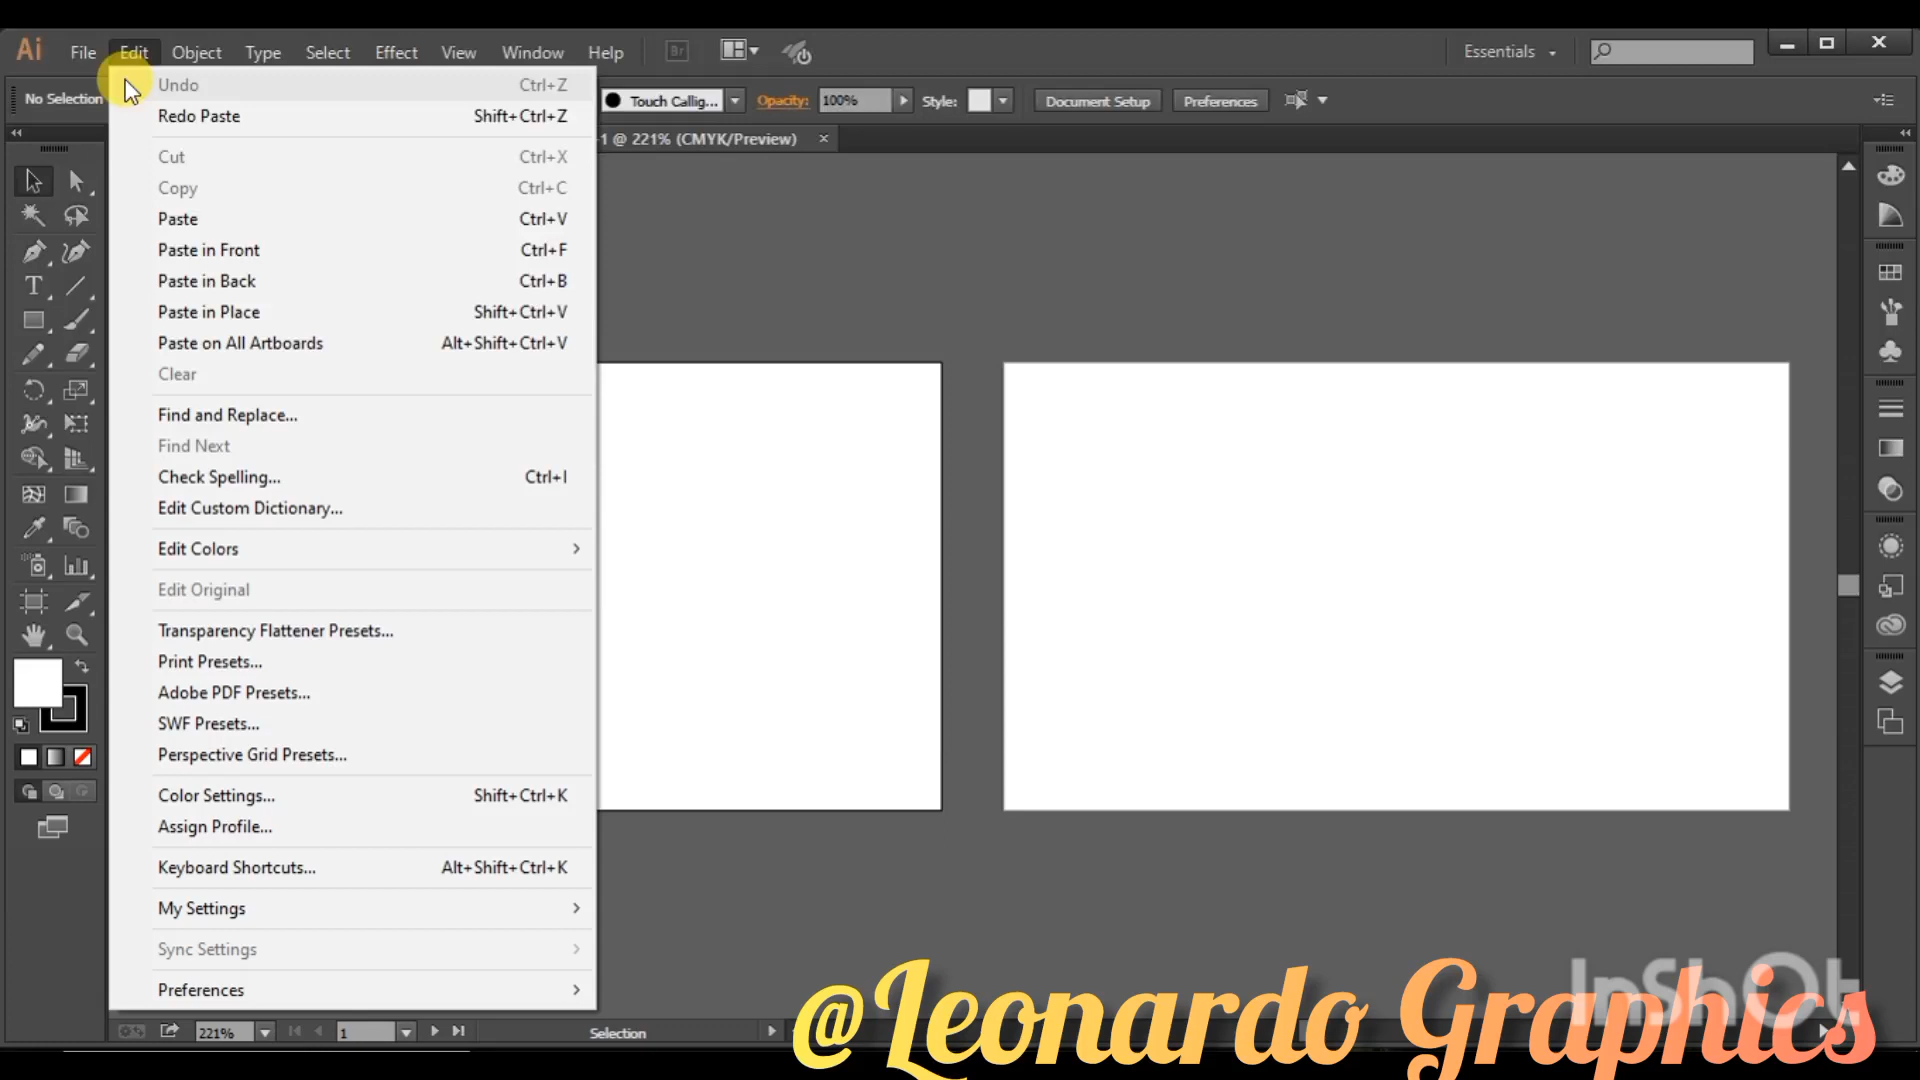 Ai File Edit Object Type Select Effect View Window Help Br Essentials
No Selection Touch Callig... Opacity: 100% Style: Document Setup Preferences
-1 @ 221% (CMYK/Preview) ×
Undo Ctrl+Z
Redo Paste Shift+Ctrl+Z
Cut Ctrl+X
Copy Ctrl+C
Paste Ctrl+V
Paste in Front Ctrl+F
Paste in Back Ctrl+B
Paste in Place Shift+Ctrl+V
Paste on All Artboards Alt+Shift+Ctrl+V
Clear
Find and Replace...
Find Next
Check Spelling... Ctrl+I
Edit Custom Dictionary...
Edit Colors
Edit Original
Transparency Flattener Presets...
Print Presets...
Adobe PDF Presets...
SWF Presets...
Perspective Grid Presets...
Color Settings... Shift+Ctrl+K
Assign Profile...
Keyboard Shortcuts... Alt+Shift+Ctrl+K
My Settings
Sync Settings
Preferences
221% 1 Selection
InShOt
@Leonardo Graphics